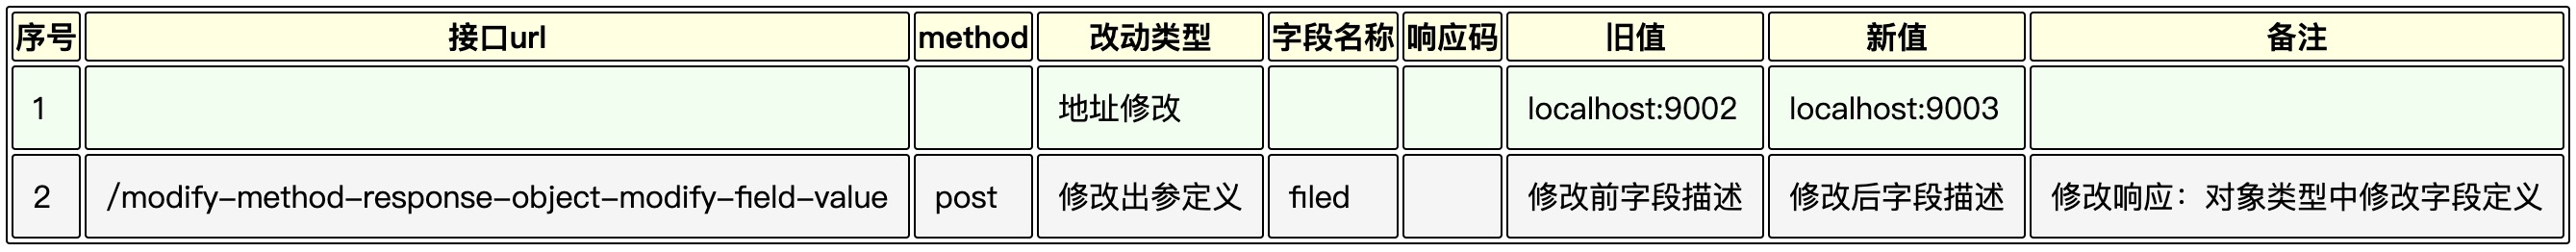 序号 接口url method 改动类型 字段名称 响应码 旧值 新值 备注
1 地址修改 localhost:9002 localhost:9003
2 /modify-method-response-object-modify-field-value post 修改出参定义 filed 修改前字段描述 修改后字段描述 修改响应：对象类型中修改字段定义